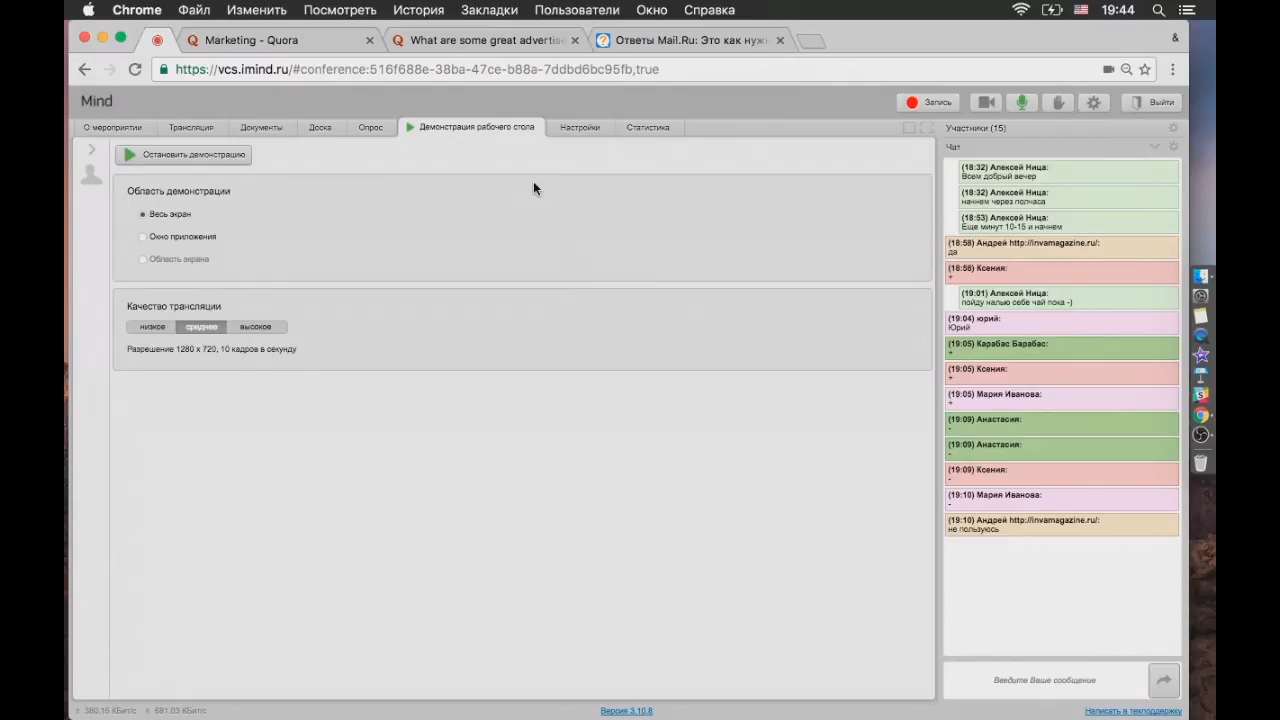 Chrome Файл Изменить Посмотреть История Закладки Пользователи Окно Справка 19:44
Marketing - Quora What are some great advertise Ответы Mail.Ru: Это как нужн
https://vcs.imind.ru/#conference:516f688e-38ba-47ce-b88a-7ddbd6bc95fb,true
Mind Запись Выйти
О мероприятии Трансляция Документы Доска Опрос Демонстрация рабочего стола Настройки Статистика Участники (15)
Остановить демонстрацию
Область демонстрации
Весь экран
Окно приложения
Область экрана
Качество трансляции
низкое среднее высокое
Разрешение 1280 x 720, 10 кадров в секунду
Чат
(18:32) Алексей Ница:
Всем добрый вечер
(18:32) Алексей Ница:
начнем через полчаса
(18:53) Алексей Ница:
Еще минут 10-15 и начнем
(18:58) Андрей http://invamagazine.ru/:
да
(18:58) Ксения:
+
(19:01) Алексей Ница:
пойду налью себе чай пока -)
(19:04) юрий:
Юрий
(19:05) Карабас Барабас:
+
(19:05) Ксения:
+
(19:05) Мария Иванова:
+
(19:09) Анастасия:
-
(19:09) Анастасия:
-
(19:09) Ксения:
-
(19:10) Мария Иванова:
-
(19:10) Андрей http://invamagazine.ru/:
не пользуюсь
Введите Ваше сообщение
380.15 КБит/с 681.03 КБит/с Версия 3.10.8 Написать в техподдержку